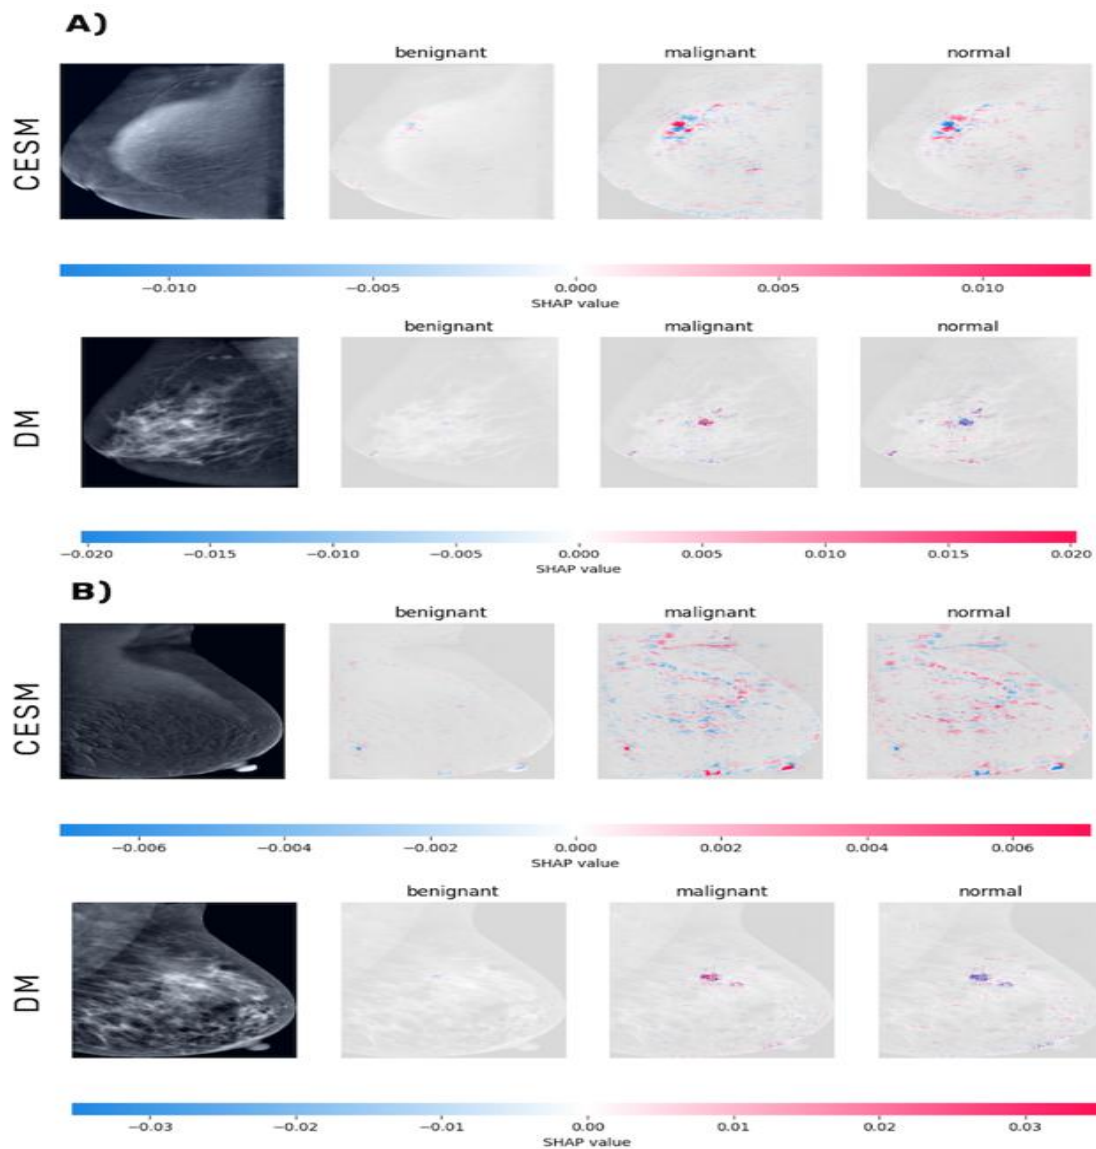 A)
benignant malignant normal
CESM
−0.010 −0.005 0.000 0.005 0.010
SHAP value
benignant malignant normal
DM
−0.020 −0.015 −0.010 −0.005 0.000 0.005 0.010 0.015 0.020
SHAP value
B)
benignant malignant normal
CESM
−0.006 −0.004 −0.002 0.000 0.002 0.004 0.006
SHAP value
benignant malignant normal
DM
−0.03 −0.02 −0.01 0.00 0.01 0.02 0.03
SHAP value